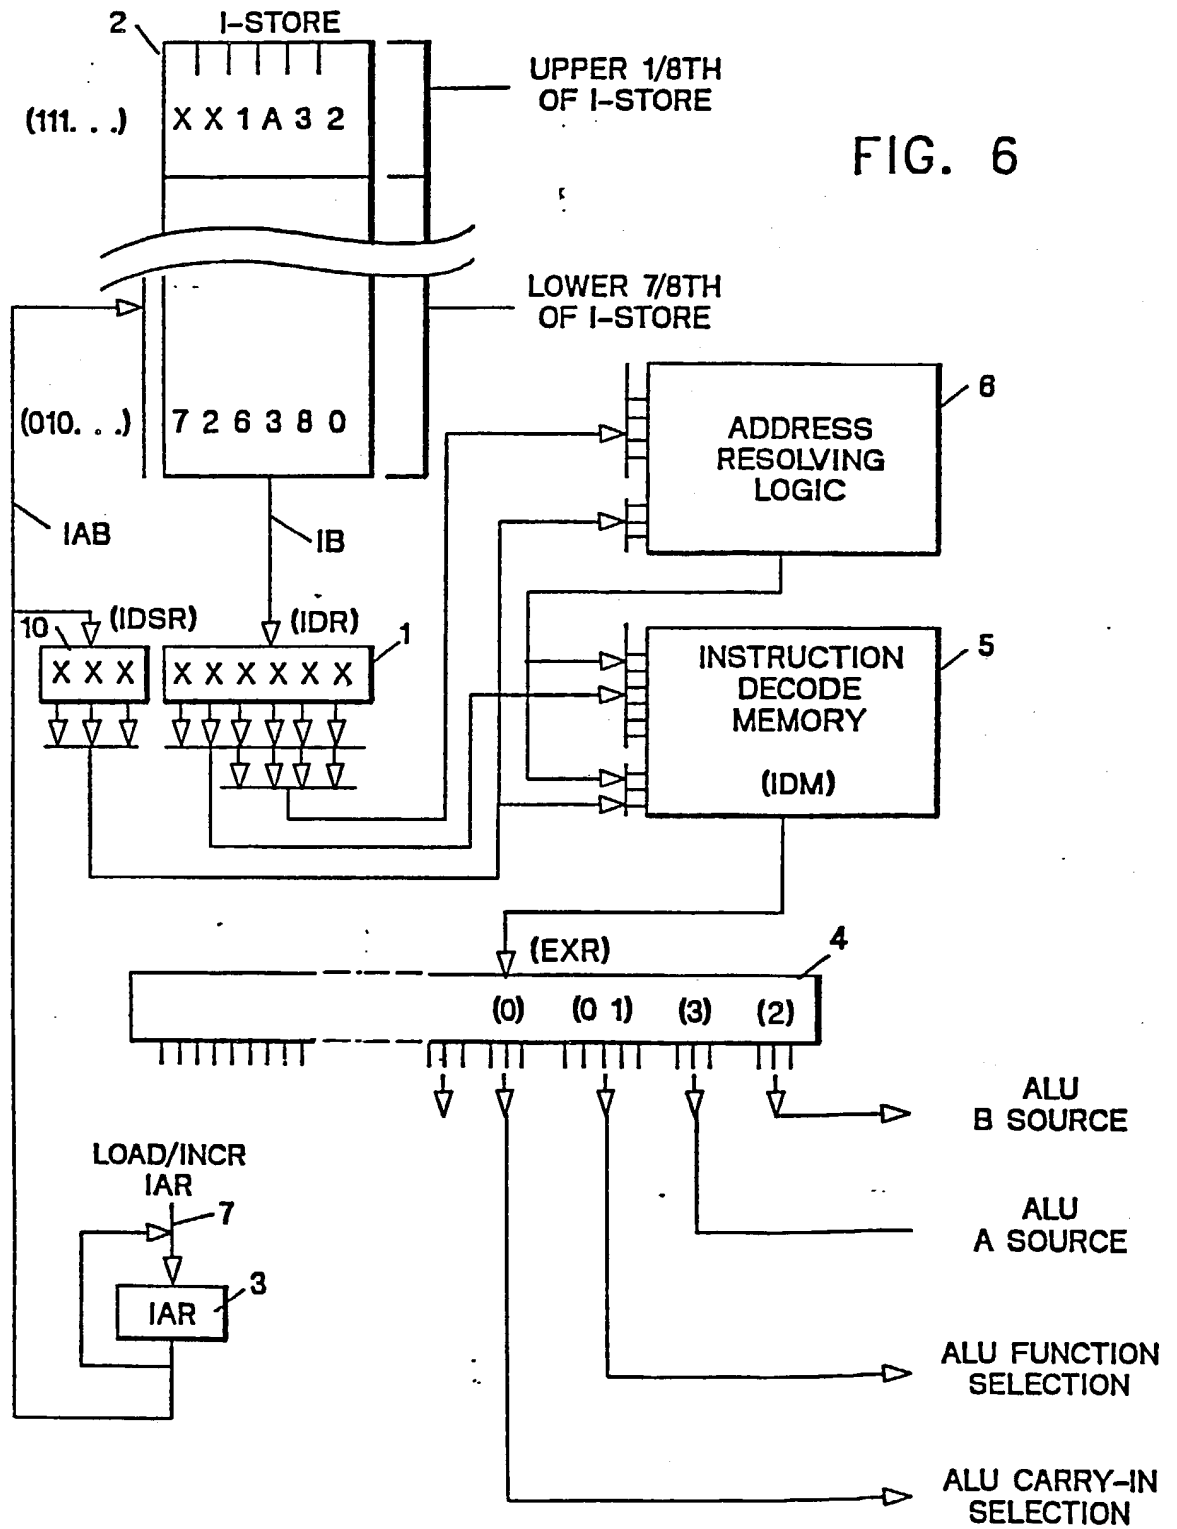 2
I-STORE
(111. . .)
X X 1 A 3 2
UPPER 1/8TH
OF I-STORE
FIG. 6
LOWER 7/8TH
OF I-STORE
(010. . .)
7 2 6 3 8 0
6
ADDRESS
RESOLVING
LOGIC
IAB
IB
10
(IDSR)
(IDR)
1
X X X
X X X X X X
5
INSTRUCTION
DECODE
MEMORY
(IDM)
(EXR)
4
(0)
(0 1)
(3)
(2)
ALU
B SOURCE
LOAD/INCR
IAR
7
ALU
A SOURCE
3
IAR
ALU FUNCTION
SELECTION
ALU CARRY-IN
SELECTION